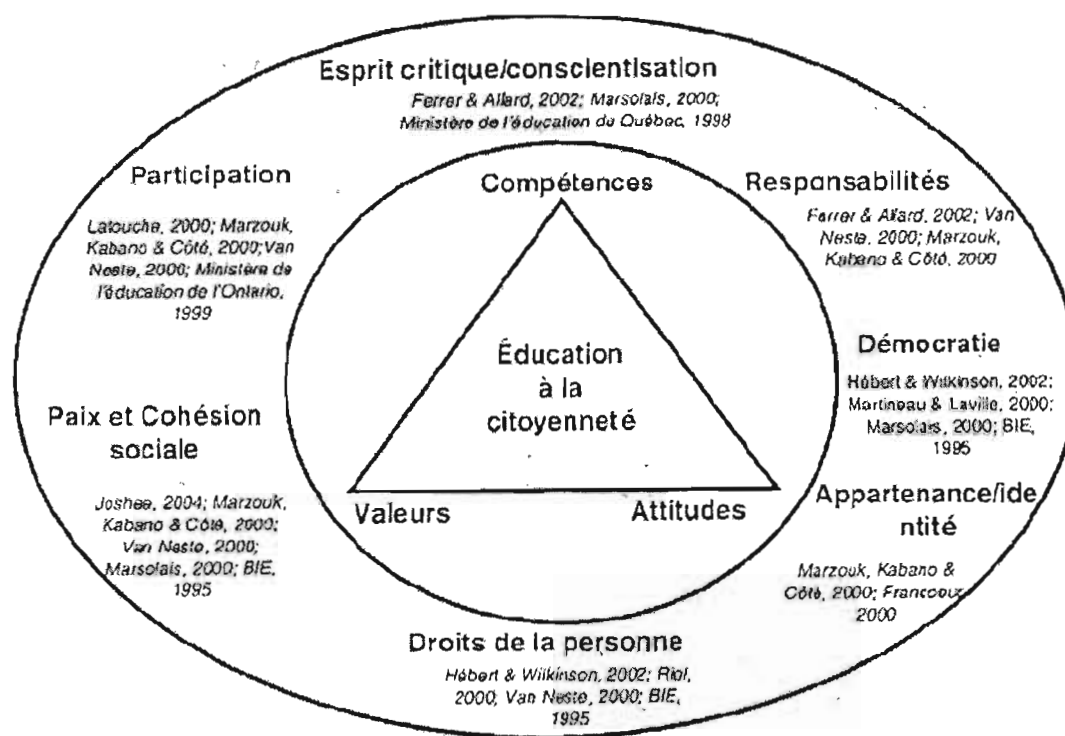 Esprit critique/conscientisation
Ferrer & Allard, 2002; Marsolais, 2000;
Ministère de l'éducation du Québec, 1998
Participation
Latouche, 2000; Marzouk,
Kabano & Côté, 2000; Van
Neste, 2000; Ministère de
l'éducation de l'Ontario,
1999
Compétences
Responsabilités
Ferrer & Allard, 2002; Van
Neste, 2000; Marzouk,
Kabano & Côté, 2000
Éducation
à la
citoyenneté
Démocratie
Hébert & Wilkinson, 2002;
Martineau & Laville, 2000;
Marsolais, 2000; BIE,
1995
Paix et Cohésion
sociale
Joshee, 2004; Marzouk,
Kabano & Côté, 2000;
Van Neste, 2000;
Marsolais, 2000; BIE,
1995
Valeurs
Attitudes
Appartenance/ide
ntité
Marzouk, Kabano &
Côté, 2000; Francoeur,
2000
Droits de la personne
Hébert & Wilkinson, 2002;
2000; Van Neste, 2000; BIE,
1995